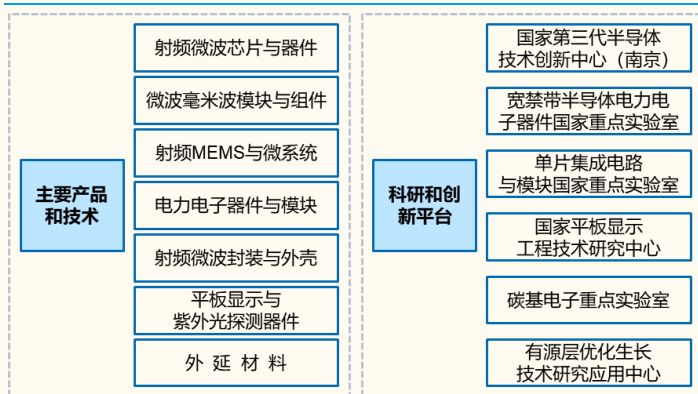 主要产品
和技术
射频微波芯片与器件
微波毫米波模块与组件
射频MEMS与微系统
电力电子器件与模块
射频微波封装与外壳
平板显示与
紫外光探测器件
外 延 材 料
科研和创
新平台
国家第三代半导体
技术创新中心（南京）
宽禁带半导体电力电
子器件国家重点实验室
单片集成电路
与模块国家重点实验室
国家平板显示
工程技术研究中心
碳基电子重点实验室
有源层优化生长
技术研究应用中心